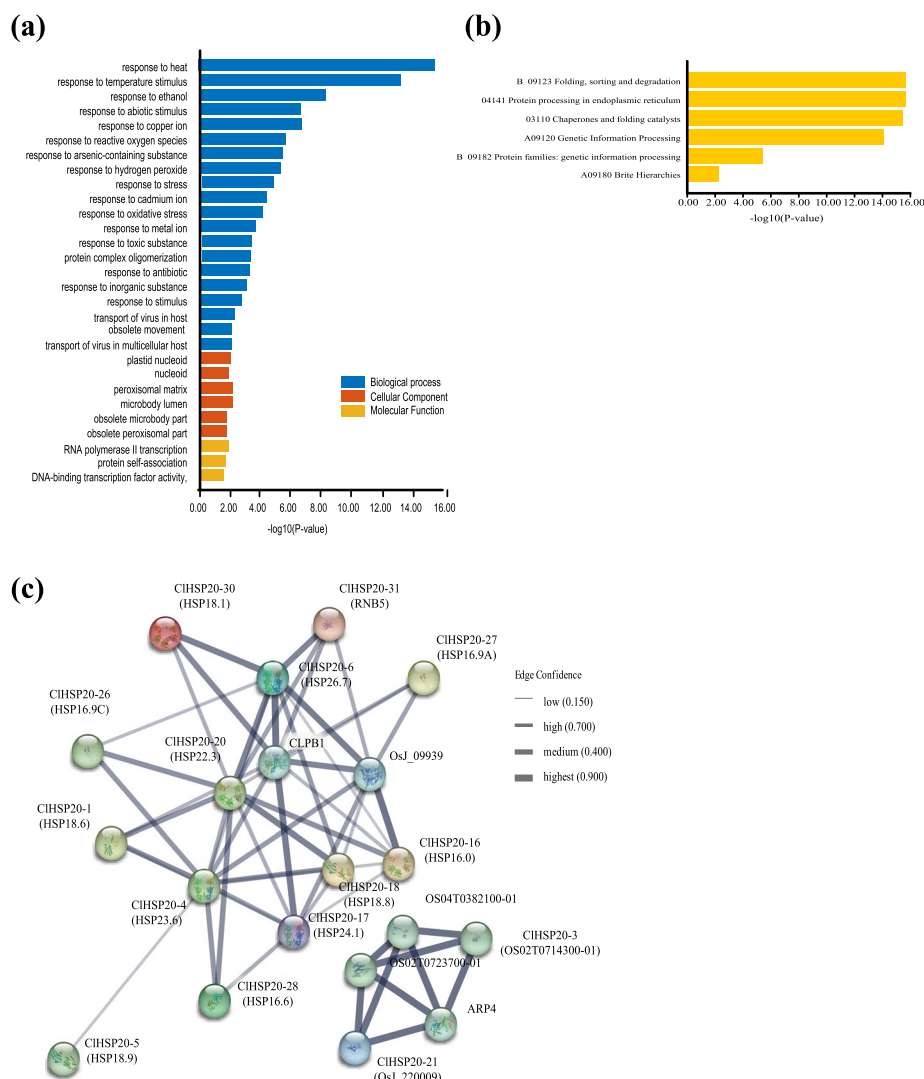 (a)
response to heat
response to temperature stimulus
response to ethanol
response to abiotic stimulus
response to copper ion
response to reactive oxygen species
response to arsenic-containing substance
response to hydrogen peroxide
response to stress
response to cadmium ion
response to oxidative stress
response to metal ion
response to toxic substance
protein complex oligomerization
response to antibiotic
response to inorganic substance
response to stimulus
transport of virus in host
obsolete movement
transport of virus in multicellular host
plastid nucleoid
nucleoid
peroxisomal matrix
microbody lumen
obsolete microbody part
obsolete peroxisomal part
RNA polymerase II transcription
protein self-association
DNA-binding transcription factor activity,
Biological process
Cellular Component
Molecular Function
0.00 2.00 4.00 6.00 8.00 10.00 12.00 14.00 16.00
-log10(P-value)
(b)
B 09123 Folding, sorting and degradation
04141 Protein processing in endoplasmic reticulum
03110 Chaperones and folding catalysts
A09120 Genetic Information Processing
B 09182 Protein families: genetic information processing
A09180 Brite Hierarchies
0.00 2.00 4.00 6.00 8.00 10.00 12.00 14.00 16.00
-log10(P-value)
(c)
ClHSP20-30
(HSP18.1)
ClHSP20-31
(RNB5)
ClHSP20-27
(HSP16.9A)
ClHSP20-6
(HSP26.7)
ClHSP20-26
(HSP16.9C)
ClHSP20-20
(HSP22.3)
CLPB1
OsJ_09939
ClHSP20-1
(HSP18.6)
ClHSP20-16
(HSP16.0)
ClHSP20-18
(HSP18.8)
ClHSP20-4
(HSP23.6)
ClHSP20-17
(HSP24.1)
OS04T0382100-01
ClHSP20-3
(OS02T0714300-01)
OS02T0723700-01
ClHSP20-28
(HSP16.6)
ARP4
ClHSP20-5
(HSP18.9)
ClHSP20-21
(OsJ_220009)
Edge Confidence
low (0.150)
high (0.700)
medium (0.400)
highest (0.900)